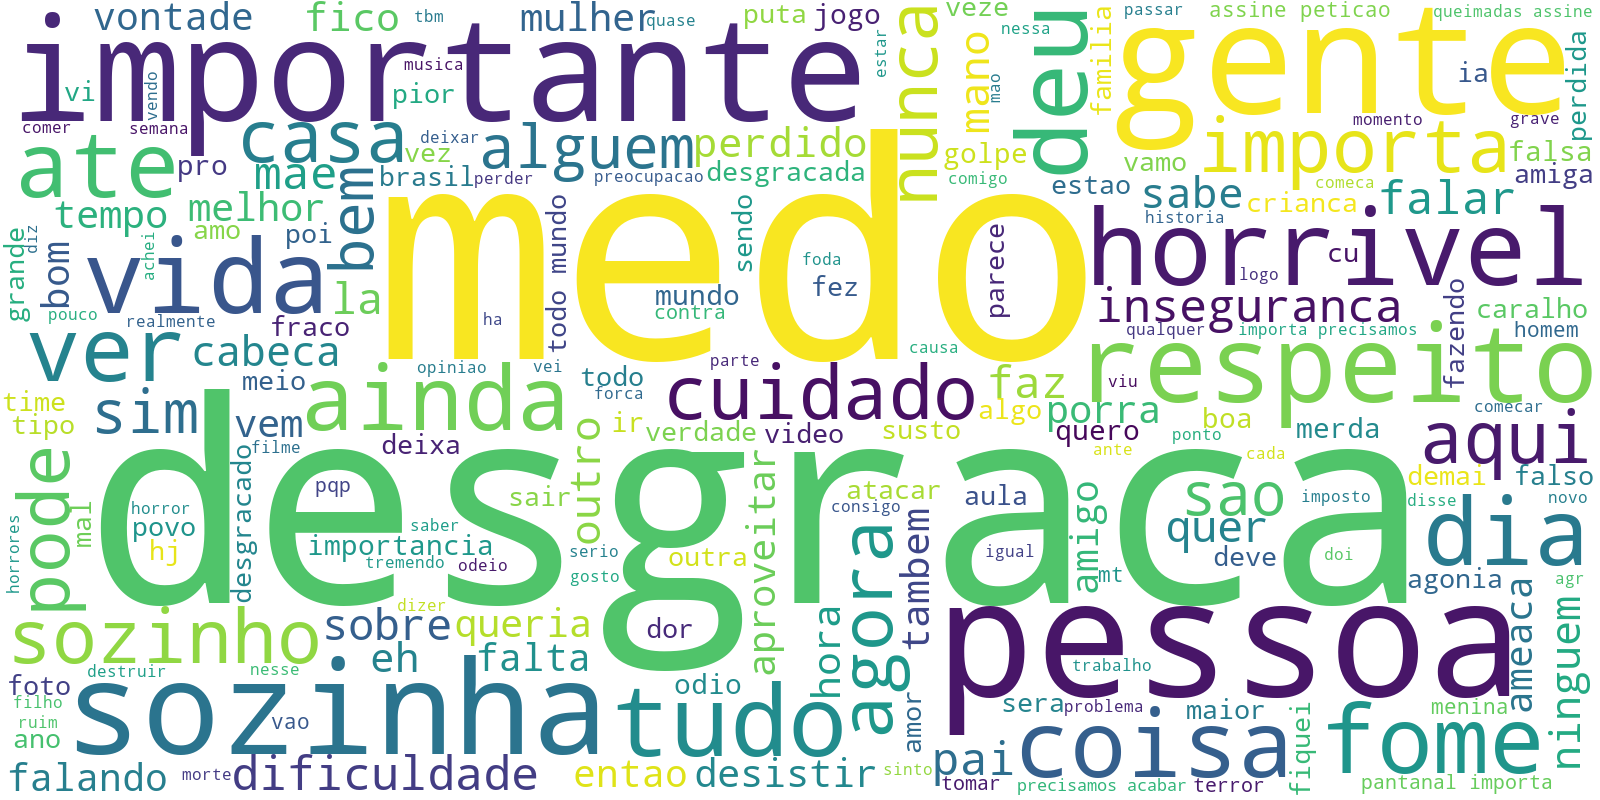 vontade
fico
tbm
mulher
quase
puta
jogo
veze
passar
assine peticao
queimadas assine
importante
musica
estar
nunca
mano
nessa
mao
familia
deu
gente
ia
perdida
vi
vendo
pior
comer
semana
casa
deixar
alguem
perdido
golpe
vamo
importa
momento
grave
falsa
ate
pro
mae
vez
bem
brasil
perder
preocupacao
desgracada
comigo
estao
sabe
crianca
comeca
falar
amiga
tempo
melhor
amo
poi
medo
todo mundo
sendo
foda
parece
historia
horrivel
cu
logo
diz
grande
bom
achei
vida
la
mundo
fez
contra
inseguranca
caralho
pouco
realmente
fraco
ha
qualquer
importa precisamos
homem
ver
cabeca
meio
opiniao
vei
parte
causa
respeito
fazendo
ainda
todo
forca
cuidado
faz
viu
time
tipo
sim
vem
filme
deixa
ir
verdade
video
susto
algo
porra
quero
boa
ponto
merda
comecar
aqui
desgraca
desgracado
outro
aproveitar
ante
cada
demai
falso
pode
mal
horror
povo
hj
pqp
sair
atacar
consigo
aula
amigo
sao
imposto
disse
novo
dia
horrores
importancia
saber
tremendo
odeio
serio
gosto
outra
agora
tambem
igual
mt
quer
deve
doi
agonia
agr
sozinho
sobre
dizer
queria
dor
hora
pessoa
ameaca
ninguem
destruir
nesse
eh
falta
trabalho
foto
filho
ruim
ano
sozinha
vao
odio
tudo
amor
sera
problema
maior
menina
fome
falando
morte
dificuldade
entao
desistir
sinto
pai
coisa
fiquei
tomar
precisamos acabar
terror
pantanal importa